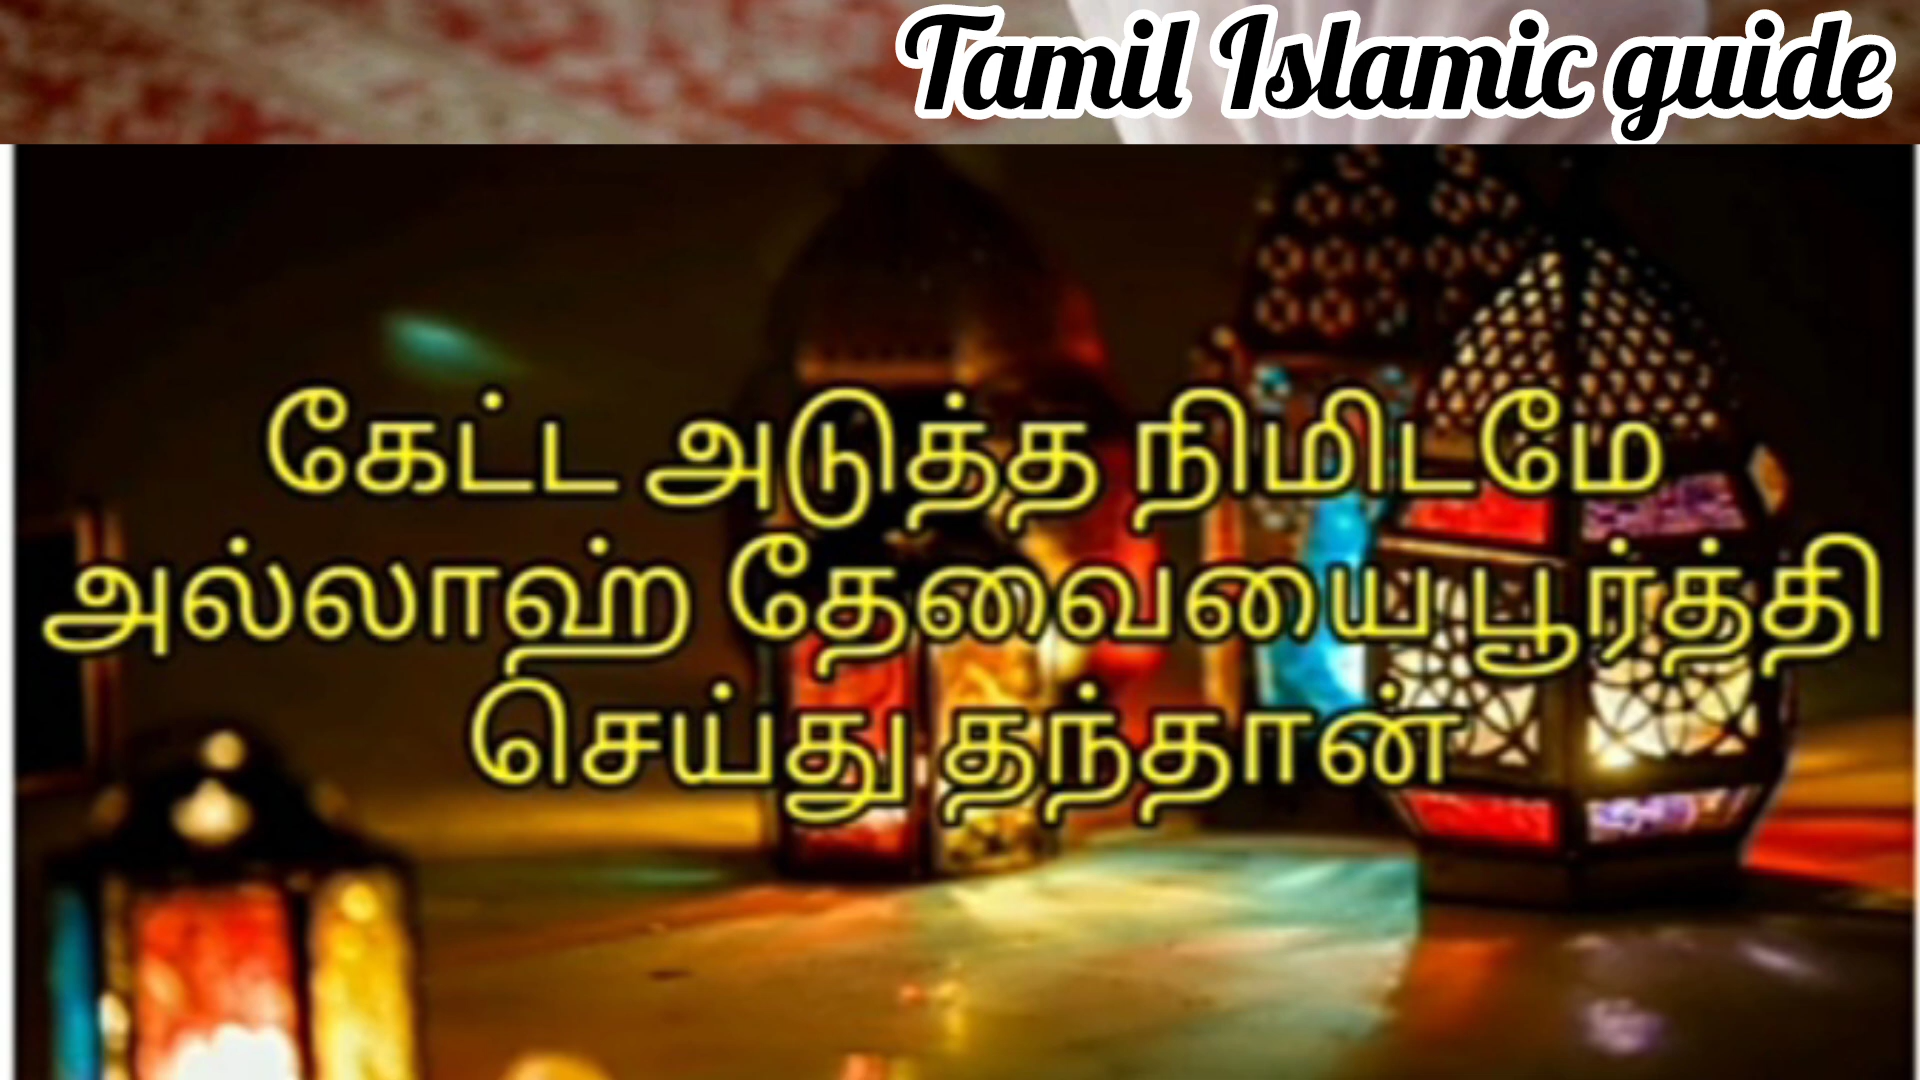 Tamil Islamic guide
கேட்ட அடுத்த நிமிடமே
அல்லாஹ் தேவையை பூர்த்தி
செய்து தந்தான்